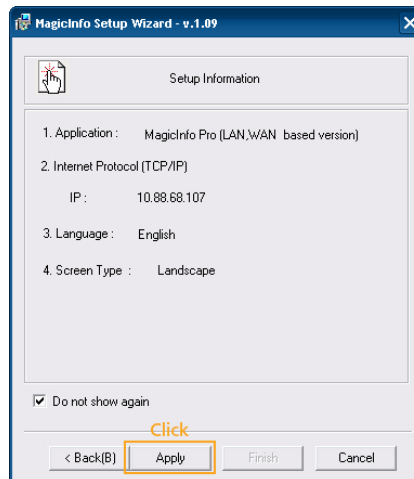 MagicInfo Setup Wizard - v.1.09
Setup Information
1. Application : MagicInfo Pro (LAN,WAN based version)
2. Internet Protocol (TCP/IP)
IP : 10.88.68.107
3. Language : English
4. Screen Type : Landscape
Do not show again
Click
< Back(B) Apply Finish Cancel